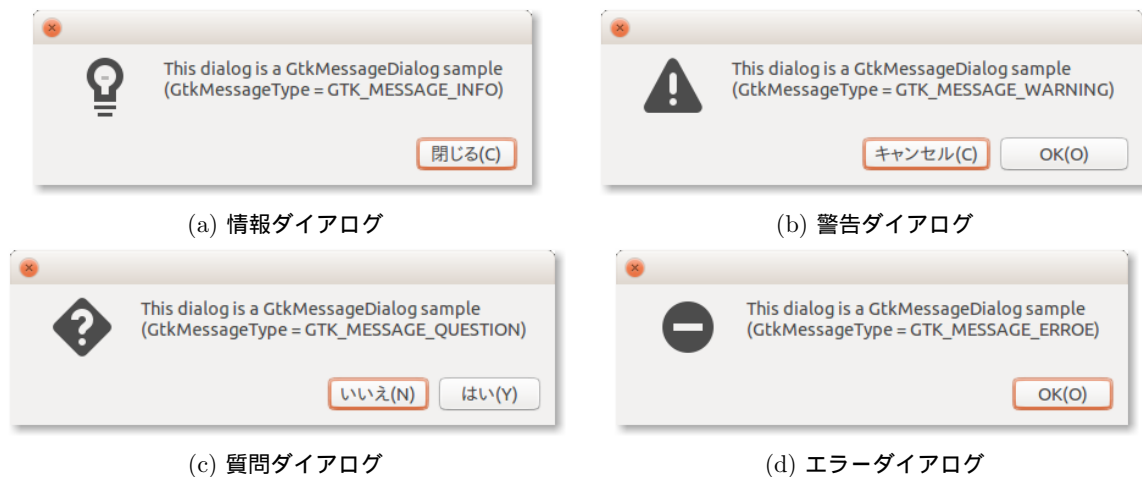 This dialog is a GtkMessageDialog sample
(GtkMessageType = GTK_MESSAGE_INFO)
閉じる(C)
(a) 情報ダイアログ
This dialog is a GtkMessageDialog sample
(GtkMessageType = GTK_MESSAGE_WARNING)
キャンセル(C) OK(O)
(b) 警告ダイアログ
This dialog is a GtkMessageDialog sample
(GtkMessageType = GTK_MESSAGE_QUESTION)
いいえ(N) はい(Y)
(c) 質問ダイアログ
This dialog is a GtkMessageDialog sample
(GtkMessageType = GTK_MESSAGE_ERROE)
OK(O)
(d) エラーダイアログ